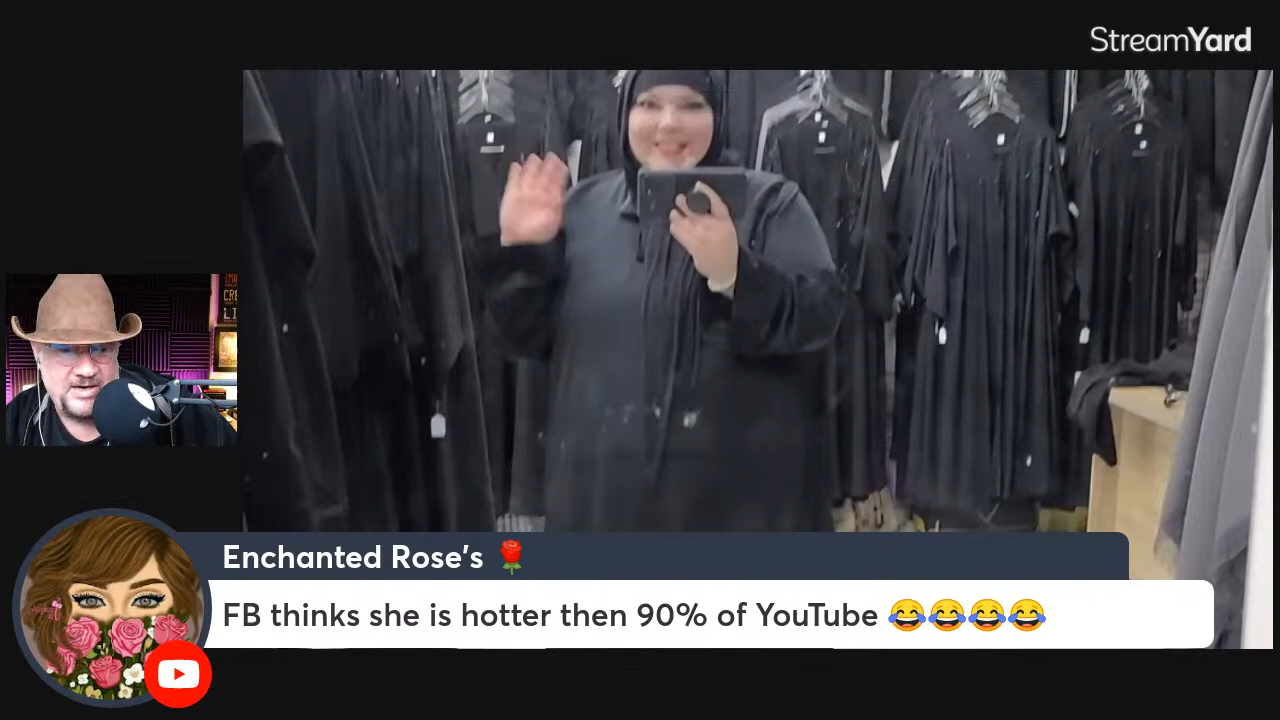 StreamYard
Enchanted Rose's 🌹
FB thinks she is hotter then 90% of YouTube 😂😂😂😂